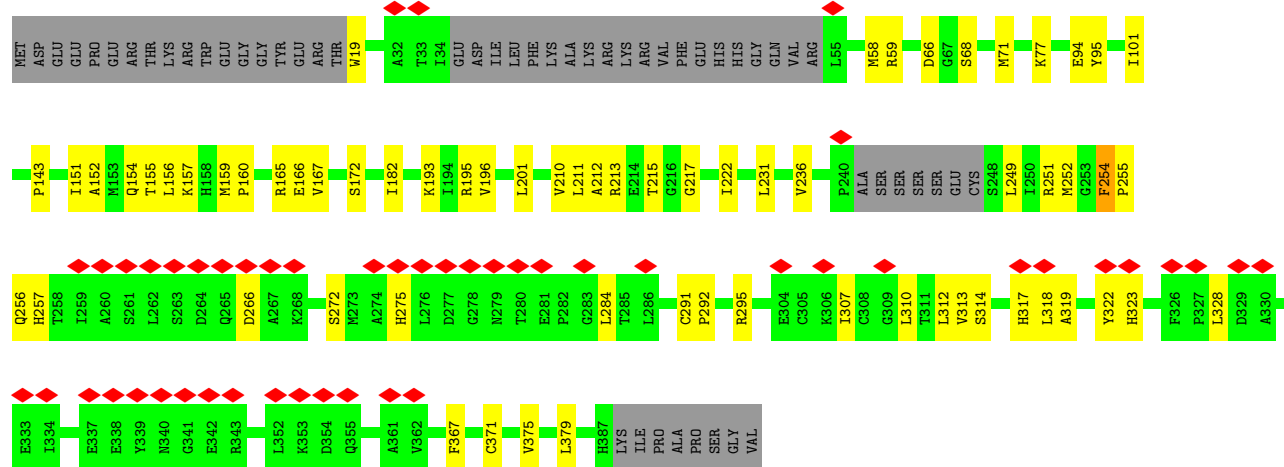 MET ASP GLU GLU PRO GLU ARG THR LYS ARG TRP GLU GLY GLY TYR GLU ARG THR W19 A32 T33 I34 GLU ASP ILE LEU PHE LYS ALA LYS ARG LYS ARG VAL PHE GLU HIS HIS GLY GLN VAL ARG L55 M58 R59 D66 G67 S68 M71 K77 E94 Y95 I101
P143 I151 A152 M153 Q154 T155 L156 K157 H158 M159 P160 R165 E166 V167 S172 I182 K193 I194 R195 V196 L201 V210 L211 A212 R213 E214 T215 G216 G217 I222 L231 V236 P240 ALA SER SER SER SER GLU CYS S248 L249 I250 R251 M252 G253 F254 P255
Q256 H257 T258 I259 A260 S261 L262 S263 D264 Q265 D266 A267 K268 S272 M273 A274 H275 L276 D277 G278 N279 T280 E281 P282 G283 L284 T285 L286 C291 P292 R295 E304 C305 K306 I307 C308 G309 L310 T311 L312 V313 S314 H317 L318 A319 Y322 H323 F326 P327 L328 D329 A330
E333 I334 E337 E338 Y339 N340 G341 E342 R343 L352 K353 D354 Q355 A361 V362 F367 C371 V375 L379 H387 LYS ILE PRO ALA PRO SER GLY VAL